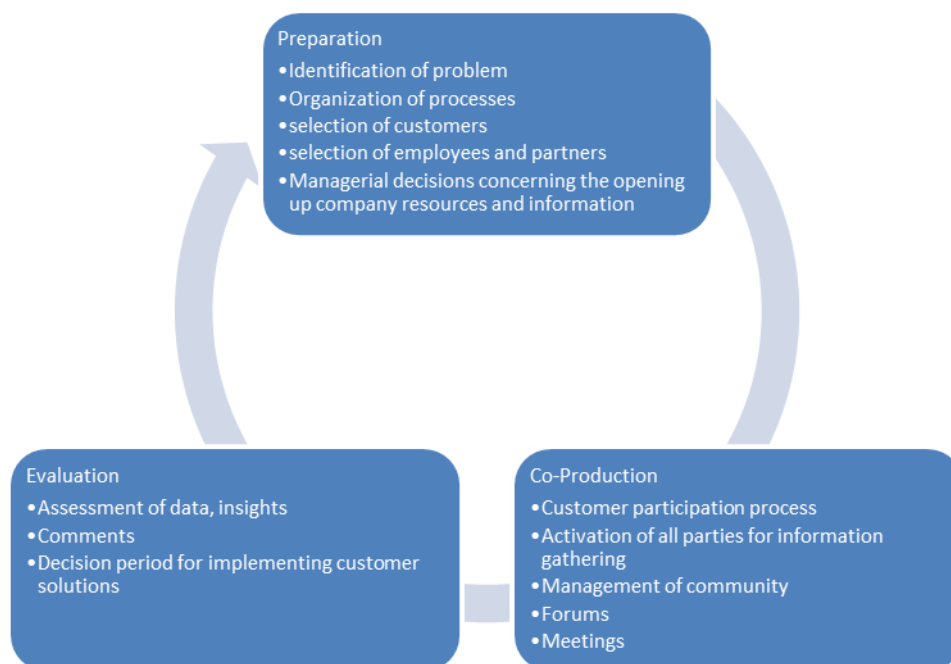 Preparation
•Identification of problem
•Organization of processes
•selection of customers
•selection of employees and partners
•Managerial decisions concerning the opening
up company resources and information
Evaluation
•Assessment of data, insights
•Comments
•Decision period for implementing customer
solutions
Co-Production
•Customer participation process
•Activation of all parties for information
gathering
•Management of community
•Forums
•Meetings